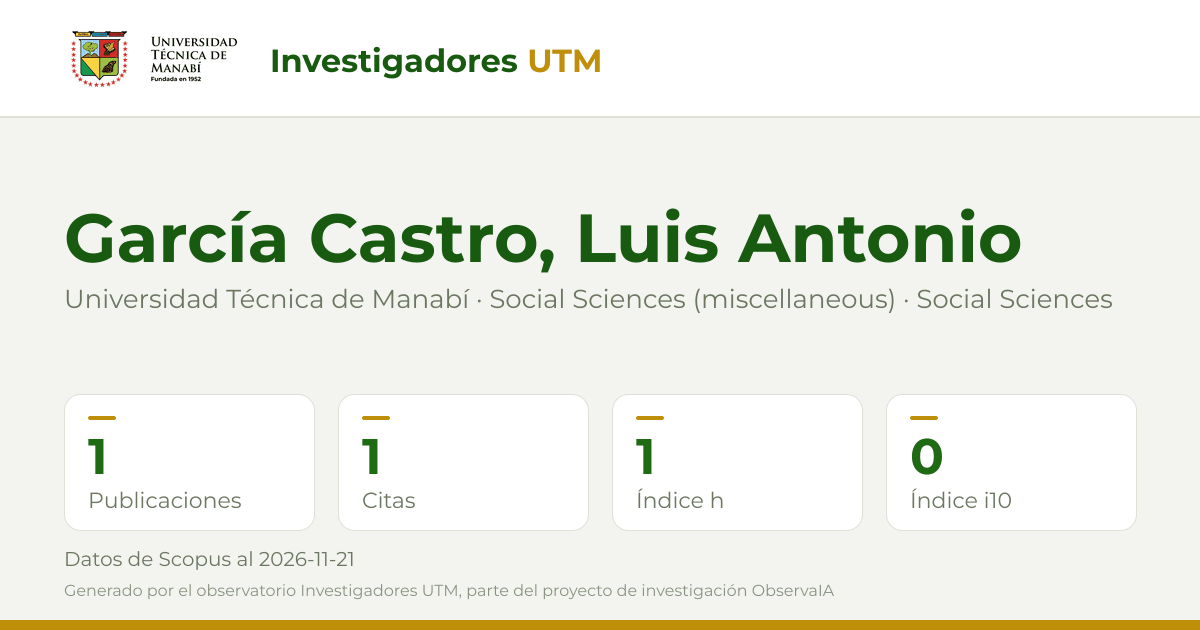 UNIVERSIDAD
TÉCNICA DE
MANABÍ
Fundada en 1952
Investigadores UTM
García Castro, Luis Antonio
Universidad Técnica de Manabí · Social Sciences (miscellaneous) · Social Sciences
1
Publicaciones
1
Citas
1
Índice h
0
Índice i10
Datos de Scopus al 2026-11-21
Generado por el observatorio Investigadores UTM, parte del proyecto de investigación ObservaIA